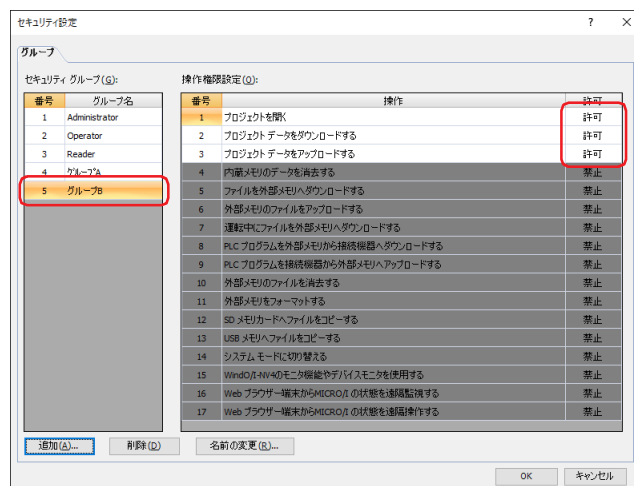 セキュリティ設定 ? ×
グループ
セキュリティ グループ(G):
番号 グループ名
1 Administrator
2 Operator
3 Reader
4 グループA
5 グループB
操作権限設定(O):
番号 操作 許可
1 プロジェクトを開く 許可
2 プロジェクト データをダウンロードする 許可
3 プロジェクト データをアップロードする 許可
4 内蔵メモリのデータを消去する 禁止
5 ファイルを外部メモリへダウンロードする 禁止
6 外部メモリのファイルをアップロードする 禁止
7 運転中にファイルを外部メモリへダウンロードする 禁止
8 PLC プログラムを外部メモリから接続機器へダウンロードする 禁止
9 PLC プログラムを接続機器から外部メモリへアップロードする 禁止
10 外部メモリのファイルを消去する 禁止
11 外部メモリをフォーマットする 禁止
12 SD メモリカードへファイルをコピーする 禁止
13 USB メモリへファイルをコピーする 禁止
14 システム モードに切り替える 禁止
15 WindO/I-NV4のモニタ機能やデバイスモニタを使用する 禁止
16 Web ブラウザー端末からMICRO/I の状態を遠隔監視する 禁止
17 Web ブラウザー端末からMICRO/I の状態を遠隔操作する 禁止
追加(A)... 削除(D) 名前の変更(R)...
OK キャンセル